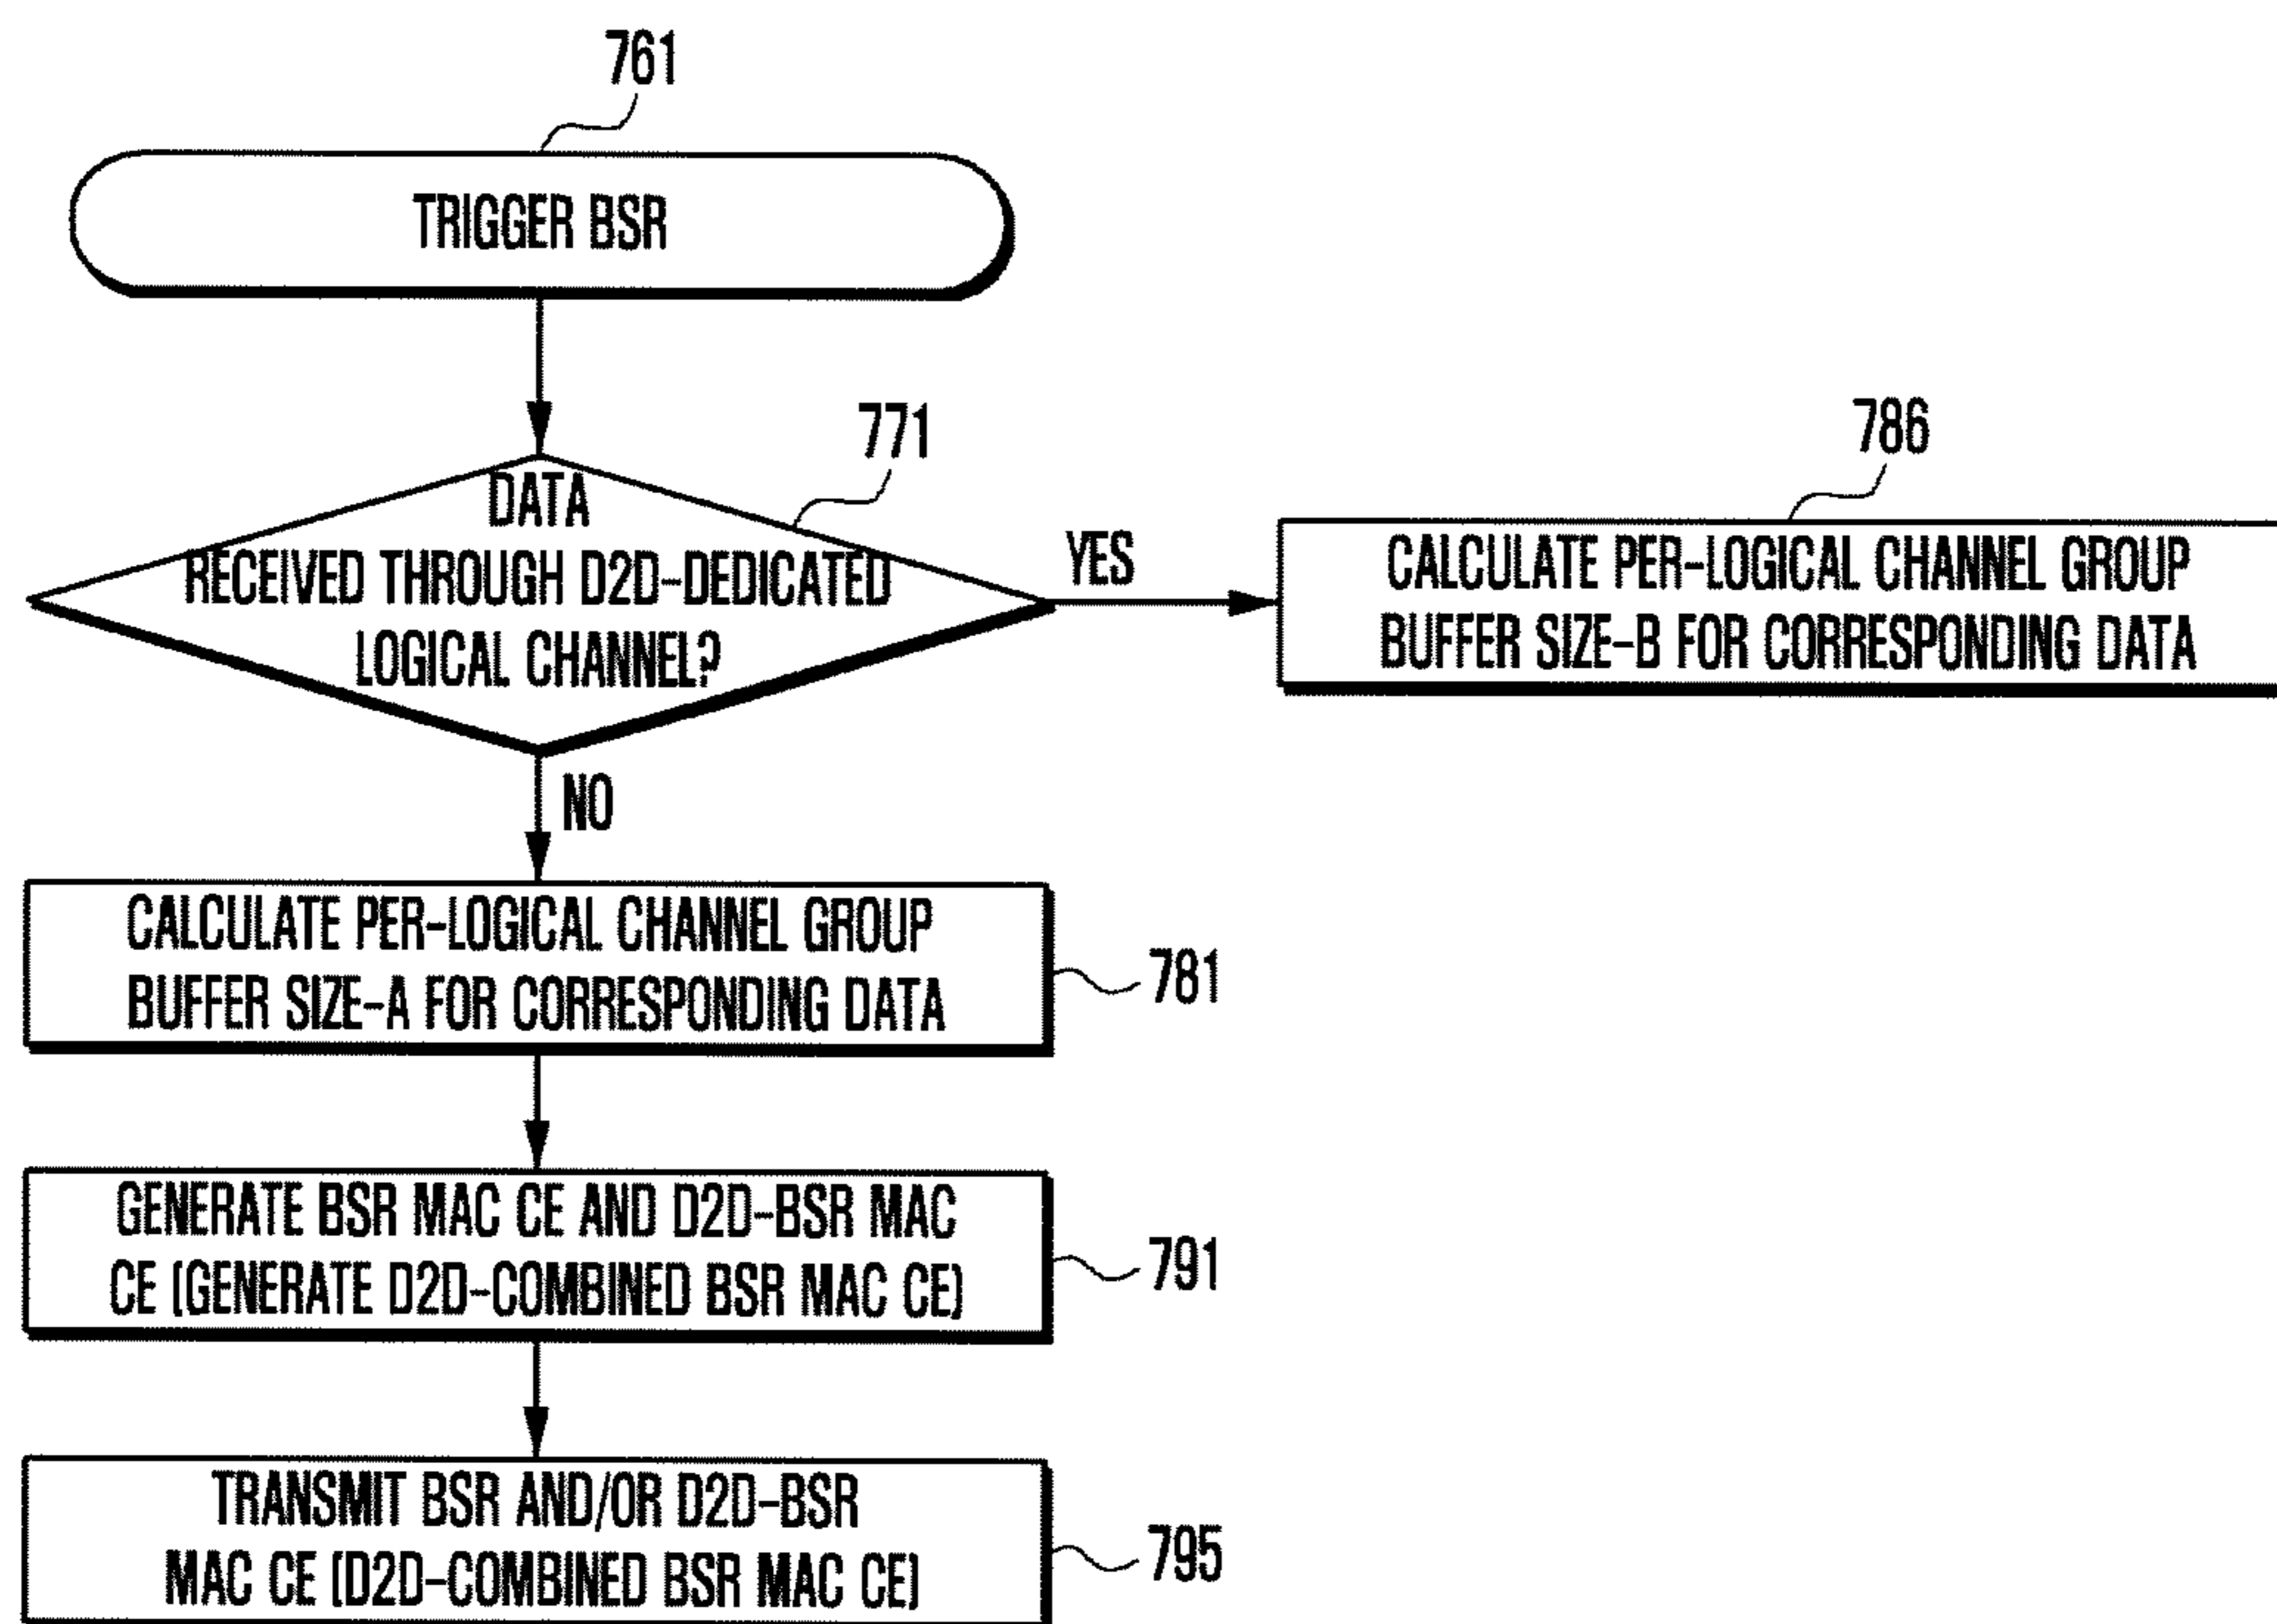 761
TRIGGER BSR
771
DATA
RECEIVED THROUGH D2D-DEDICATED
LOGICAL CHANNEL?
YES
786
CALCULATE PER-LOGICAL CHANNEL GROUP
BUFFER SIZE-B FOR CORRESPONDING DATA
NO
CALCULATE PER-LOGICAL CHANNEL GROUP
BUFFER SIZE-A FOR CORRESPONDING DATA
781
GENERATE BSR MAC CE AND D2D-BSR MAC
CE (GENERATE D2D-COMBINED BSR MAC CE)
791
TRANSMIT BSR AND/OR D2D-BSR
MAC CE (D2D-COMBINED BSR MAC CE)
795